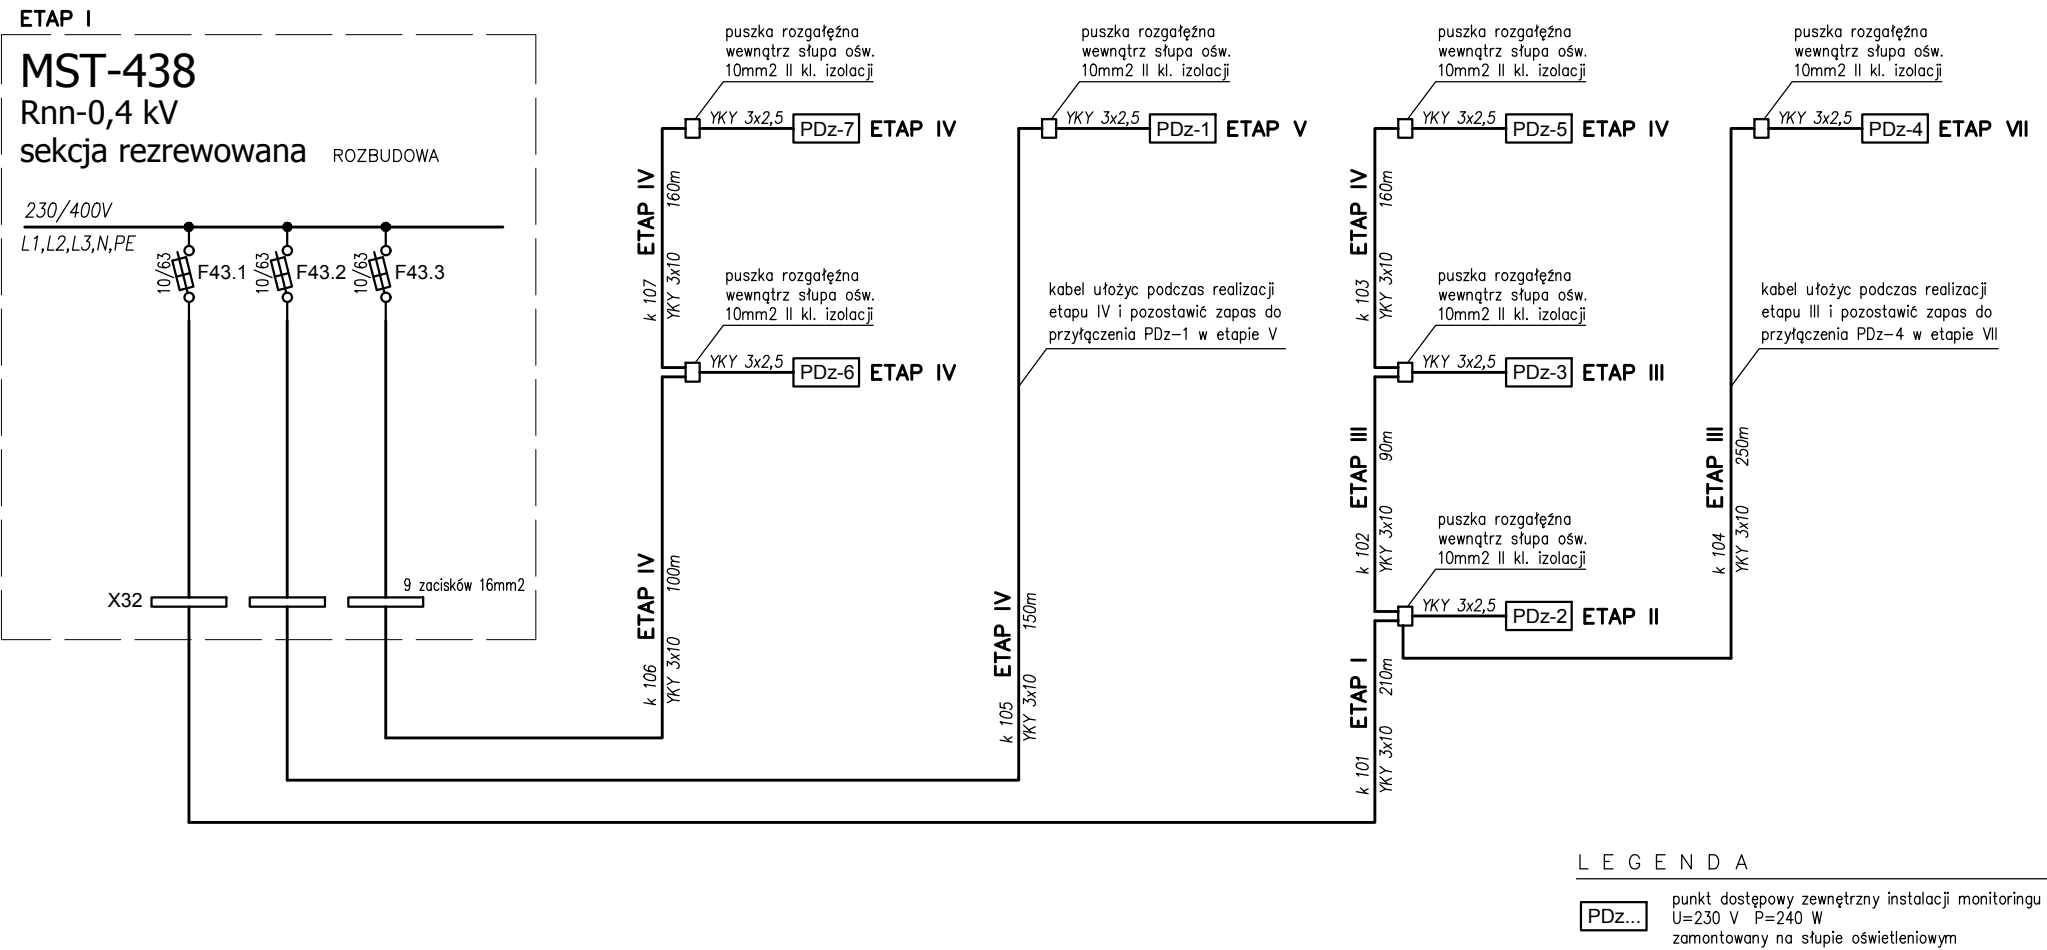 ETAP I
MST-438
Rnn-0,4 kV
sekcja rezrewowana ROZBUDOWA
230/400V
L1,L2,L3,N,PE
10/63
F43.1
10/63
F43.2
10/63
F43.3
X32
9 zacisków 16mm2
puszka rozgałęźna
wewnątrz słupa ośw.
10mm2 II kl. izolacji
YKY 3x2,5
PDz-7
ETAP IV
ETAP IV
160m
k 107
YKY 3x10
puszka rozgałęźna
wewnątrz słupa ośw.
10mm2 II kl. izolacji
YKY 3x2,5
PDz-6
ETAP IV
ETAP IV
100m
k 106
YKY 3x10
puszka rozgałęźna
wewnątrz słupa ośw.
10mm2 II kl. izolacji
YKY 3x2,5
PDz-1
ETAP V
kabel ułożyc podczas realizacji
etapu IV i pozostawić zapas do
przyłączenia PDz-1 w etapie V
ETAP IV
150m
k 105
YKY 3x10
puszka rozgałęźna
wewnątrz słupa ośw.
10mm2 II kl. izolacji
YKY 3x2,5
PDz-5
ETAP IV
ETAP IV
160m
k 103
YKY 3x10
puszka rozgałęźna
wewnątrz słupa ośw.
10mm2 II kl. izolacji
YKY 3x2,5
PDz-3
ETAP III
ETAP III
90m
k 102
YKY 3x10
puszka rozgałęźna
wewnątrz słupa ośw.
10mm2 II kl. izolacji
YKY 3x2,5
PDz-2
ETAP II
ETAP I
210m
k 101
YKY 3x10
puszka rozgałęźna
wewnątrz słupa ośw.
10mm2 II kl. izolacji
YKY 3x2,5
PDz-4
ETAP VII
kabel ułożyc podczas realizacji
etapu III i pozostawić zapas do
przyłączenia PDz-4 w etapie VII
ETAP III
250m
k 104
YKY 3x10
LEGENDA
PDz...
punkt dostępowy zewnętrzny instalacji monitoringu
U=230 V P=240 W
zamontowany na słupie oświetleniowym